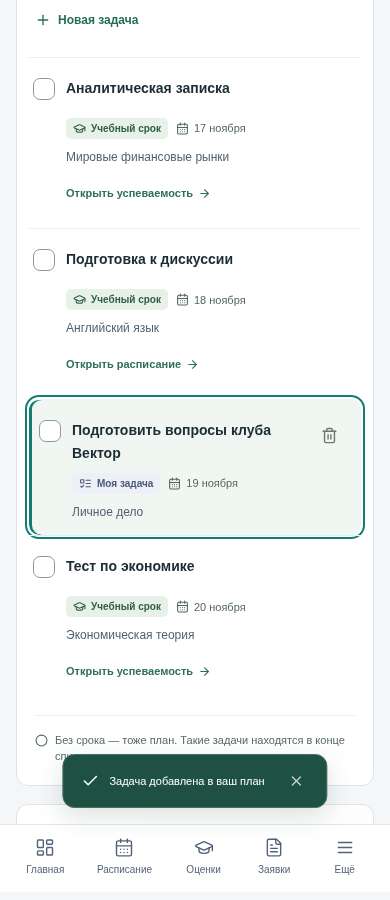 Новая задача
Аналитическая записка
Учебный срок 17 ноября
Мировые финансовые рынки
Открыть успеваемость
Подготовка к дискуссии
Учебный срок 18 ноября
Английский язык
Открыть расписание
Подготовить вопросы клуба
Вектор
Моя задача 19 ноября
Личное дело
Тест по экономике
Учебный срок 20 ноября
Экономическая теория
Открыть успеваемость
Без срока — тоже план. Такие задачи находятся в конце
Задача добавлена в ваш план
Главная Расписание Оценки Заявки Ещё